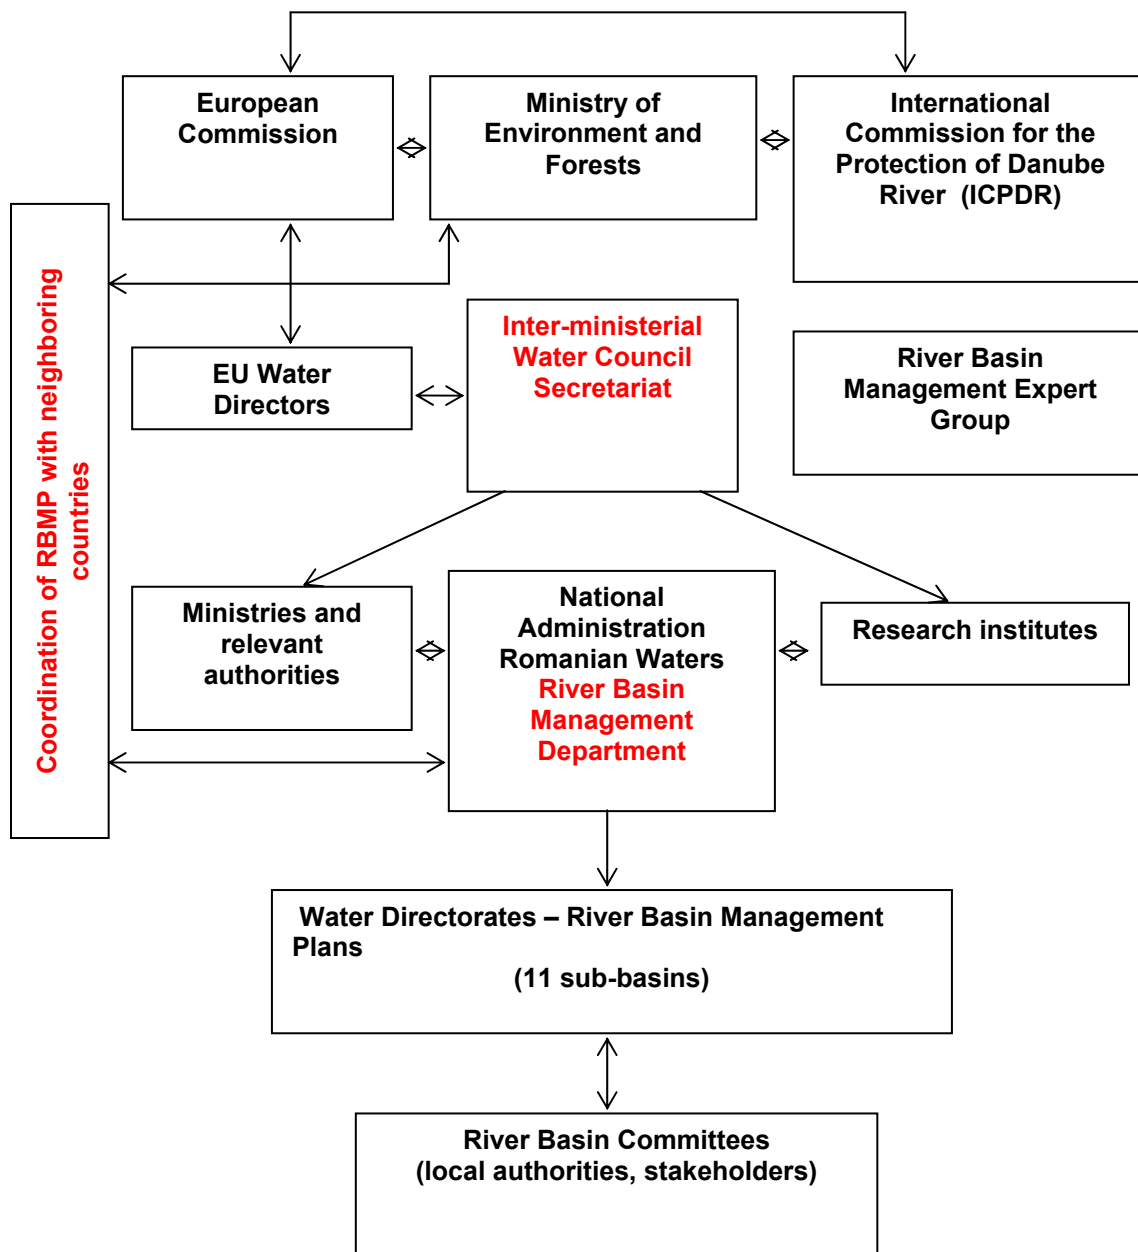 European
Commission
Ministry of
Environment and
Forests
International
Commission for the
Protection of Danube
River (ICPDR)
Coordination of RBMP with neighboring
countries
Inter-ministerial
Water Council
Secretariat
EU Water
Directors
River Basin
Management Expert
Group
Ministries and
relevant
authorities
National
Administration
Romanian Waters
River Basin
Management
Department
Research institutes
Water Directorates – River Basin Management
Plans
(11 sub-basins)
River Basin Committees
(local authorities, stakeholders)